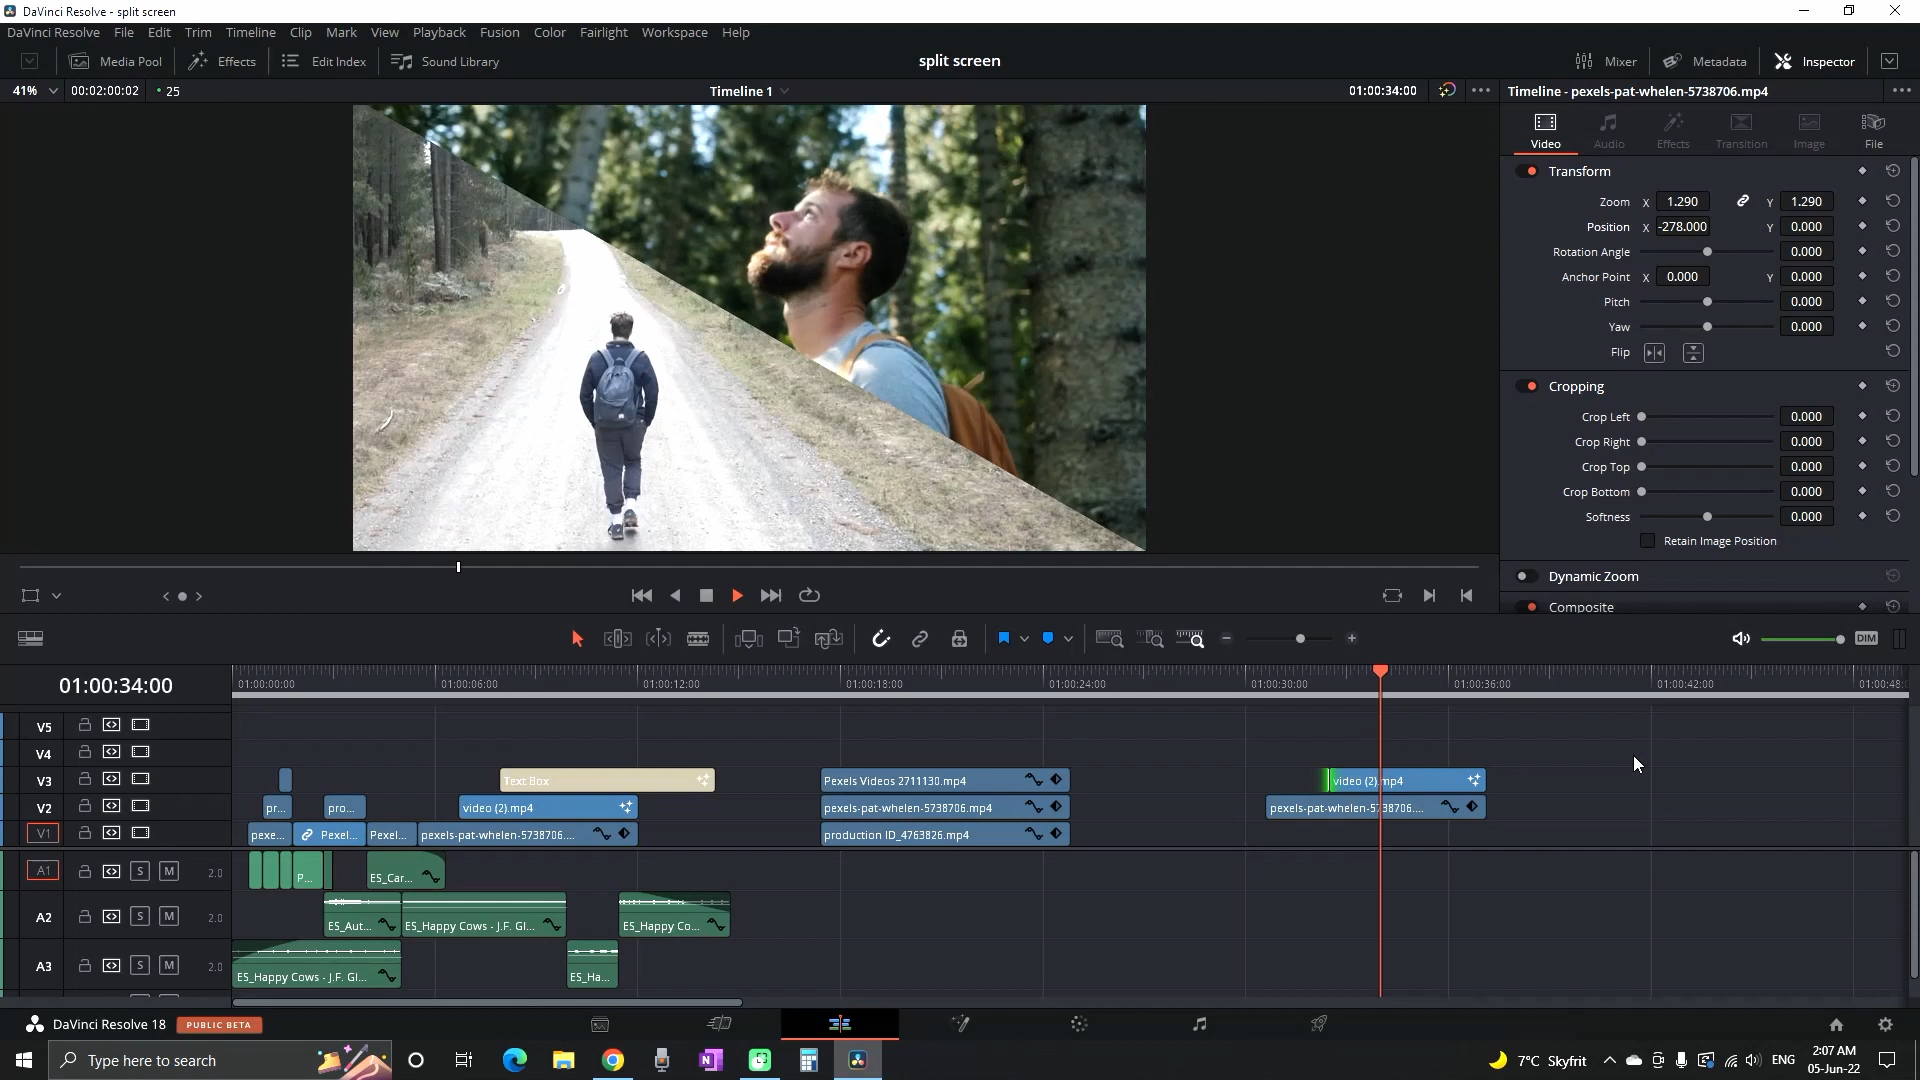 DaVinci Resolve - split screen
DaVinci Resolve File Edit Trim Timeline Clip Mark View Playback Fusion Color Fairlight Workspace Help
Media Pool Effects Edit Index Sound Library split screen Mixer Metadata Inspector
41% 00:02:00:02 25 Timeline 1 01:00:34:00 Timeline - pexels-pat-whelen-5738706.mp4
Video Audio Effects Transition Image File
Transform
Zoom X 1.290 Y 1.290
Position X -278.000 Y 0.000
Rotation Angle 0.000
Anchor Point X 0.000 Y 0.000
Pitch 0.000
Yaw 0.000
Flip
Cropping
Crop Left 0.000
Crop Right 0.000
Crop Top 0.000
Crop Bottom 0.000
Softness 0.000
Retain Image Position
Dynamic Zoom
Composite
DIM
01:00:34:00 01:00:00:00 01:00:06:00 01:00:12:00 01:00:18:00 01:00:24:00 01:00:30:00 01:00:36:00 01:00:42:00 01:00:48:
V5
V4
V3 Text Box Pexels Videos 2711130.mp4 video (2).mp4
V2 pr... pro... video (2).mp4 pexels-pat-whelen-5738706.mp4 pexels-pat-whelen-5738706....
V1 pexe... Pexel... Pexel... pexels-pat-whelen-5738706.... production ID_4763826.mp4
A1 S M 2.0 P... ES_Car...
A2 S M 2.0 ES_Aut... ES_Happy Cows - J.F. Gl... ES_Happy Co...
A3 S M 2.0 ES_Happy Cows - J.F. Gl... ES_Ha...
DaVinci Resolve 18 PUBLIC BETA
Type here to search 7°C Skyfrit ENG 2:07 AM
05-Jun-22